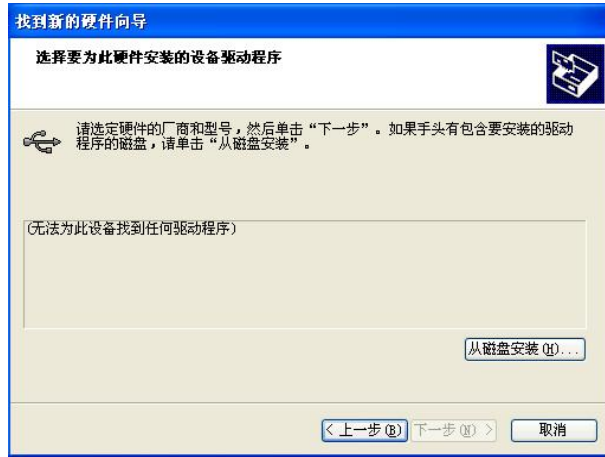 找到新的硬件向导
选择要为此硬件安装的设备驱动程序
请选定硬件的厂商和型号，然后单击“下一步”。如果手头有包含要安装的驱动
程序的磁盘，请单击“从磁盘安装”。
(无法为此设备找到任何驱动程序)
从磁盘安装(H)...
< 上一步(B) 下一步(N) > 取消